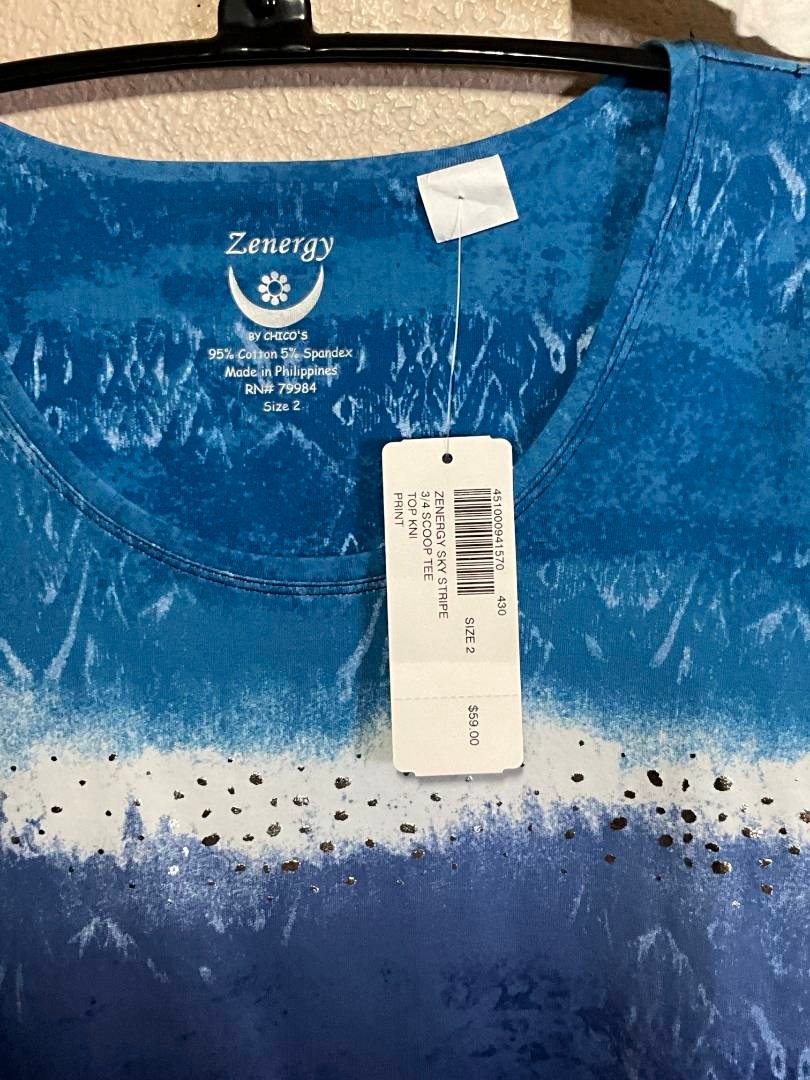 Zenergy
BY CHICO'S
95% Cotton 5% Spandex
Made in Philippines
RN# 79984
Size 2
451000941570
430
SIZE 2
$59.00
ZENERGY SKY STRIPE
3/4 SCOOP TEE
TOP KNI
PRINT